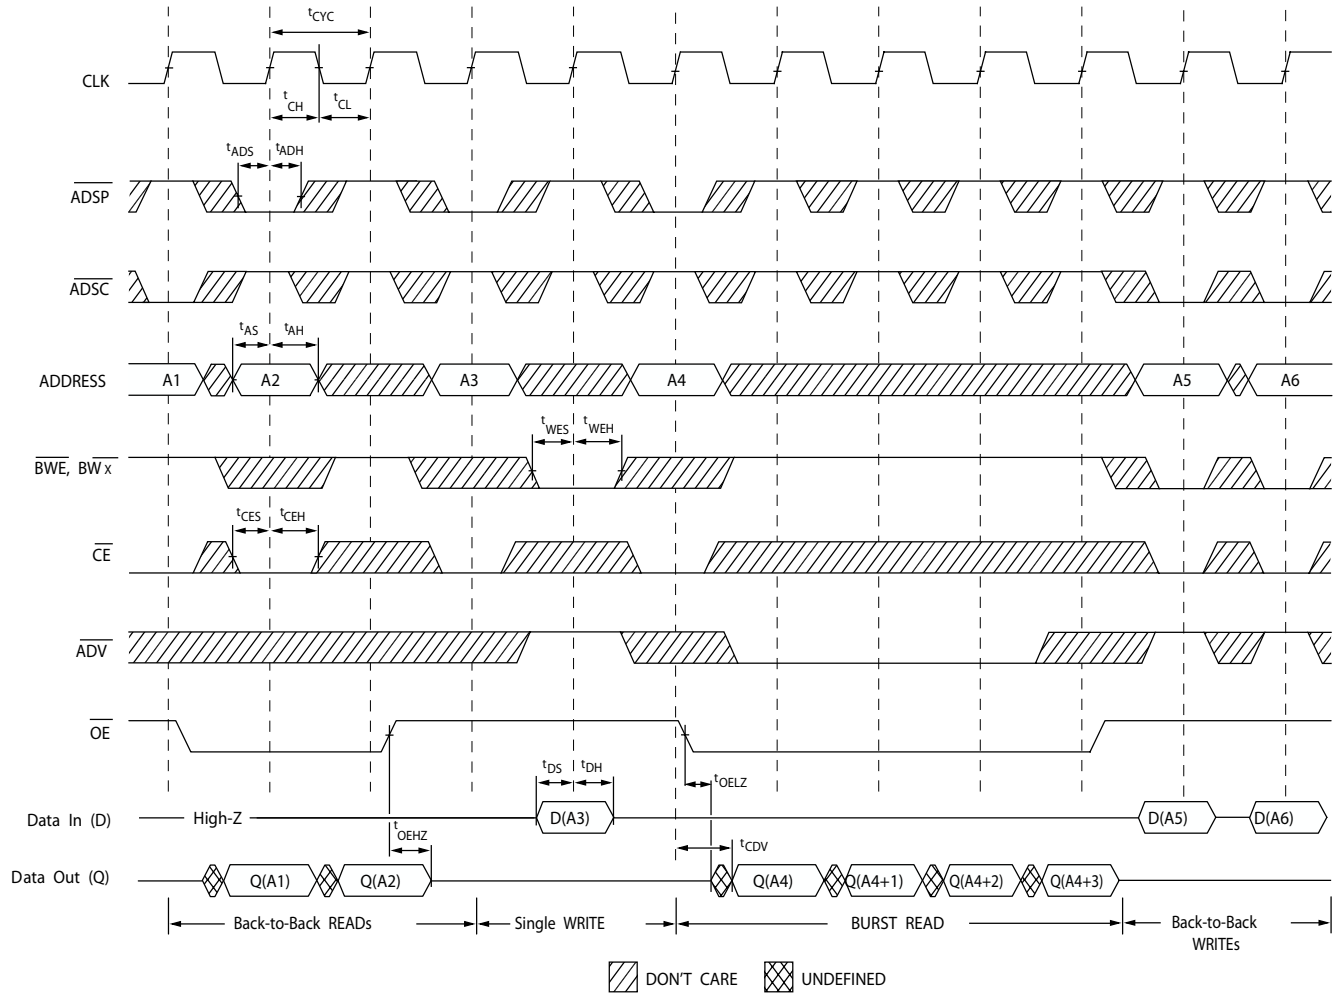 tCYC
CLK
tCH
tCL
tADS
tADH
ADSP
ADSC
tAS
tAH
ADDRESS
A1
A2
A3
A4
A5
A6
tWES
tWEH
BWE, BWX
tCES
tCEH
CE
ADV
OE
tDS
tDH
tOELZ
Data In (D)
High-Z
D(A3)
D(A5)
D(A6)
tOEHZ
tCDV
Data Out (Q)
Q(A1)
Q(A2)
Q(A4)
Q(A4+1)
Q(A4+2)
Q(A4+3)
Back-to-Back READs
Single WRITE
BURST READ
Back-to-Back
WRITEs
DON'T CARE
UNDEFINED